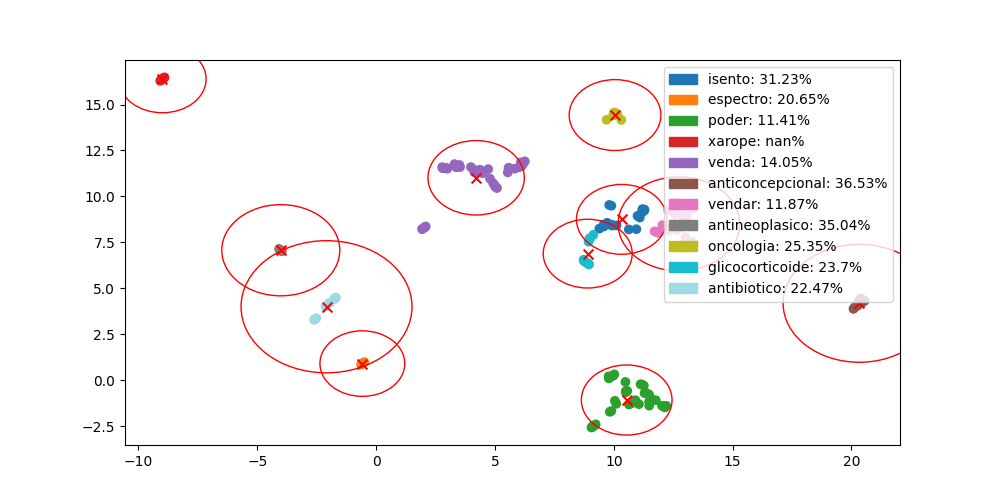 15.0
12.5
10.0
7.5
5.0
2.5
0.0
−2.5
−10
−5
0
5
10
15
20
isento: 31.23%
espectro: 20.65%
poder: 11.41%
xarope: nan%
venda: 14.05%
anticoncepcional: 36.53%
vendar: 11.87%
antineoplasico: 35.04%
oncologia: 25.35%
glicocorticoide: 23.7%
antibiotico: 22.47%